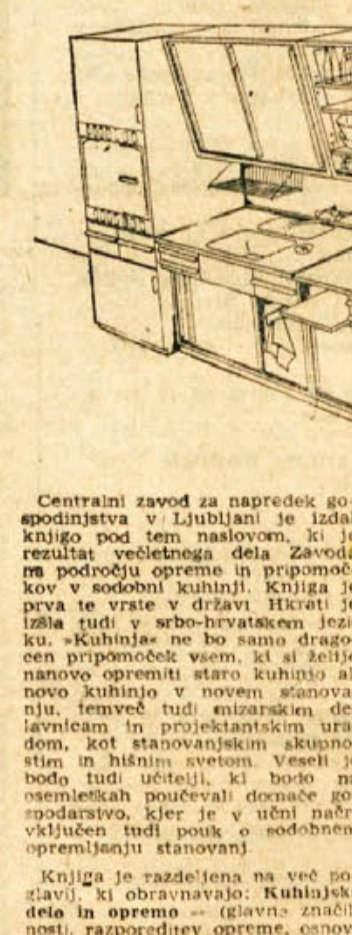 Centralni zavod za napredek go-
spodinjstva v Ljubljani je izdal
knjigo pod tem naslovom, ki je
rezultat večletnega dela Zavoda
na področju opreme in pripomoč-
kov v sodobni kuhinji. Knjiga je
prva te vrste v državi. Hkrati je
izšla tudi v srbo-hrvatskem jezi-
ku. »Kuhinja« ne bo samo drago-
cen pripomoček vsem, ki si želijo
nanovo opremiti staro kuhinjo al
novo kuhinjo v novem stanova-
nju, temveč tudi mizarskim de-
lavnicam in projektantskim ura-
dom, kot stanovanjskim skupno-
stim in hišnim svetom. Veseli je
bodo tudi učitelji, ki bodo na
osemletkah poučevali domače go-
spodarstvo, kjer je v učni načrt
vključen tudi pouk o sodobnem
opremljanju stanovanj.
Knjiga je razdeljena na več po-
glavij, ki obravnavajo: Kuhinjsko
delo in opremo -- (glavne značil-
nosti, razporeditev opreme, osnov